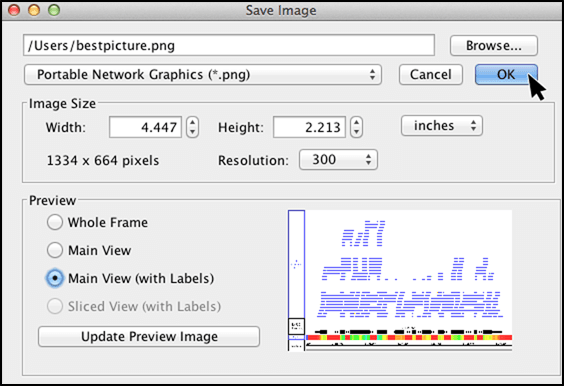 Save Image
/Users/bestpicture.png Browse...
Portable Network Graphics (*.png) Cancel OK
Image Size
Width: 4.447 Height: 2.213 inches
1334 x 664 pixels Resolution: 300
Preview
Whole Frame
Main View
Main View (with Labels)
Sliced View (with Labels)
Update Preview Image